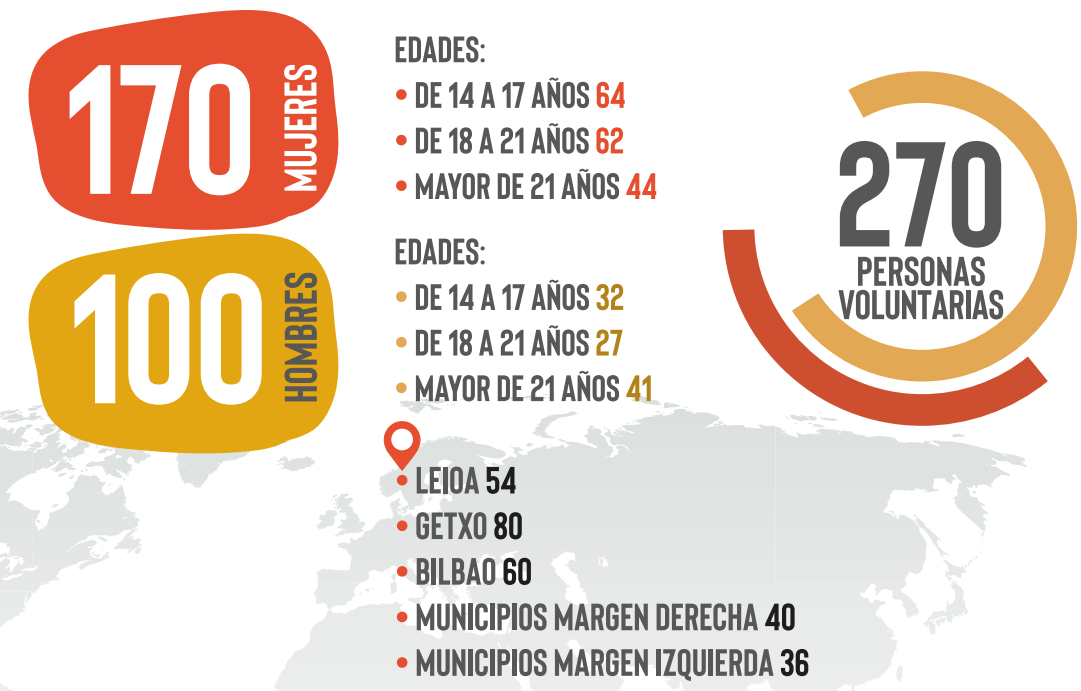 170 MUJERES
EDADES:
• DE 14 A 17 AÑOS 64
• DE 18 A 21 AÑOS 62
• MAYOR DE 21 AÑOS 44
100 HOMBRES
EDADES:
• DE 14 A 17 AÑOS 32
• DE 18 A 21 AÑOS 27
• MAYOR DE 21 AÑOS 41
270
PERSONAS
VOLUNTARIAS
• LEIOA 54
• GETXO 80
• BILBAO 60
• MUNICIPIOS MARGEN DERECHA 40
• MUNICIPIOS MARGEN IZQUIERDA 36